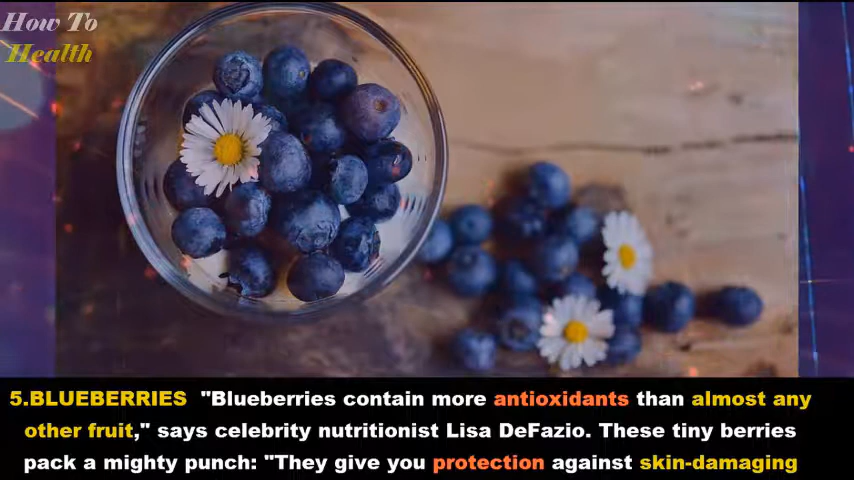 How To
Health
5.BLUEBERRIES "Blueberries contain more antioxidants than almost any
other fruit," says celebrity nutritionist Lisa DeFazio. These tiny berries
pack a mighty punch: "They give you protection against skin-damaging